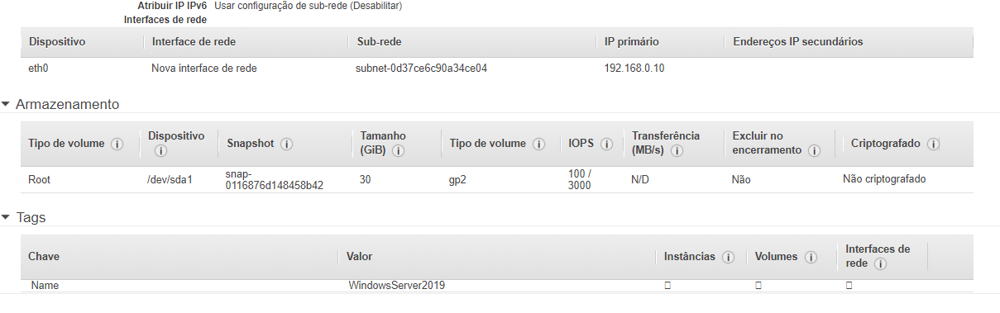 Atribuir IP IPv6 Usar configuração de sub-rede (Desabilitar)
Interfaces de rede
Dispositivo Interface de rede Sub-rede IP primário Endereços IP secundários
eth0 Nova interface de rede subnet-0d37ce6c90a34ce04 192.168.0.10
Armazenamento
Tipo de volume Dispositivo Snapshot Tamanho (GiB) Tipo de volume IOPS Transferência (MB/s) Excluir no encerramento Criptografado
Root /dev/sda1 snap-0116876d148458b42 30 gp2 100 / 3000 N/D Não Não criptografado
Tags
Chave Valor Instâncias Volumes Interfaces de rede
Name WindowsServer2019